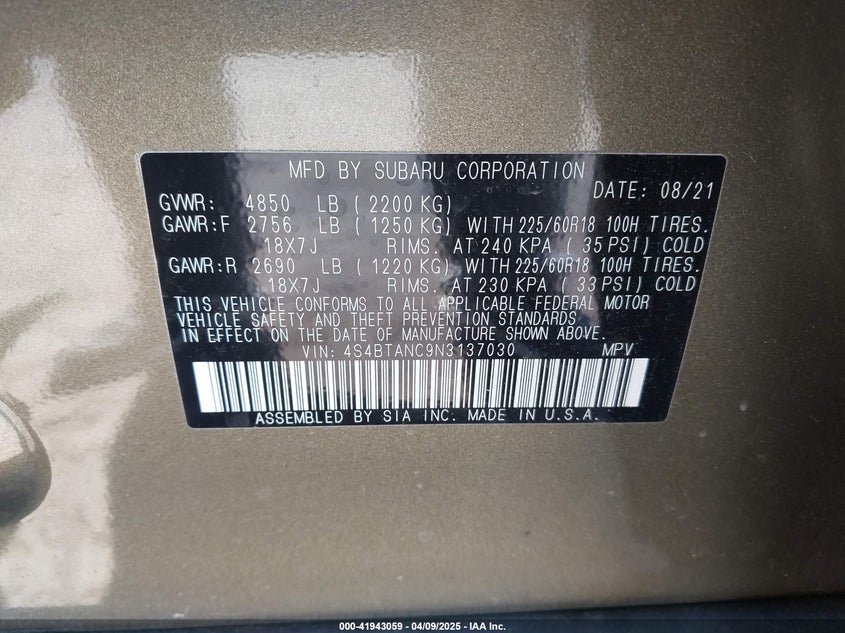 MFD BY SUBARU CORPORATION
DATE: 08/21
GVWR: 4850 LB (2200 KG)
GAWR:F 2756 LB (1250 KG) WITH 225/60R18 100H TIRES.
18X7J RIMS. AT 240 KPA (35 PSI) COLD
GAWR:R 2690 LB (1220 KG) WITH 225/60R18 100H TIRES.
18X7J RIMS. AT 230 KPA (33 PSI) COLD
THIS VEHICLE CONFORMS TO ALL APPLICABLE FEDERAL MOTOR
VEHICLE SAFETY AND THEFT PREVENTION STANDARDS
IN EFFECT ON THE DATE OF MANUFACTURE SHOWN ABOVE.
VIN: 4S4BTANC9N3137030 MPV
ASSEMBLED BY SIA INC. MADE IN U.S.A.
000-41943059 - 04/09/2025 - IAA Inc.